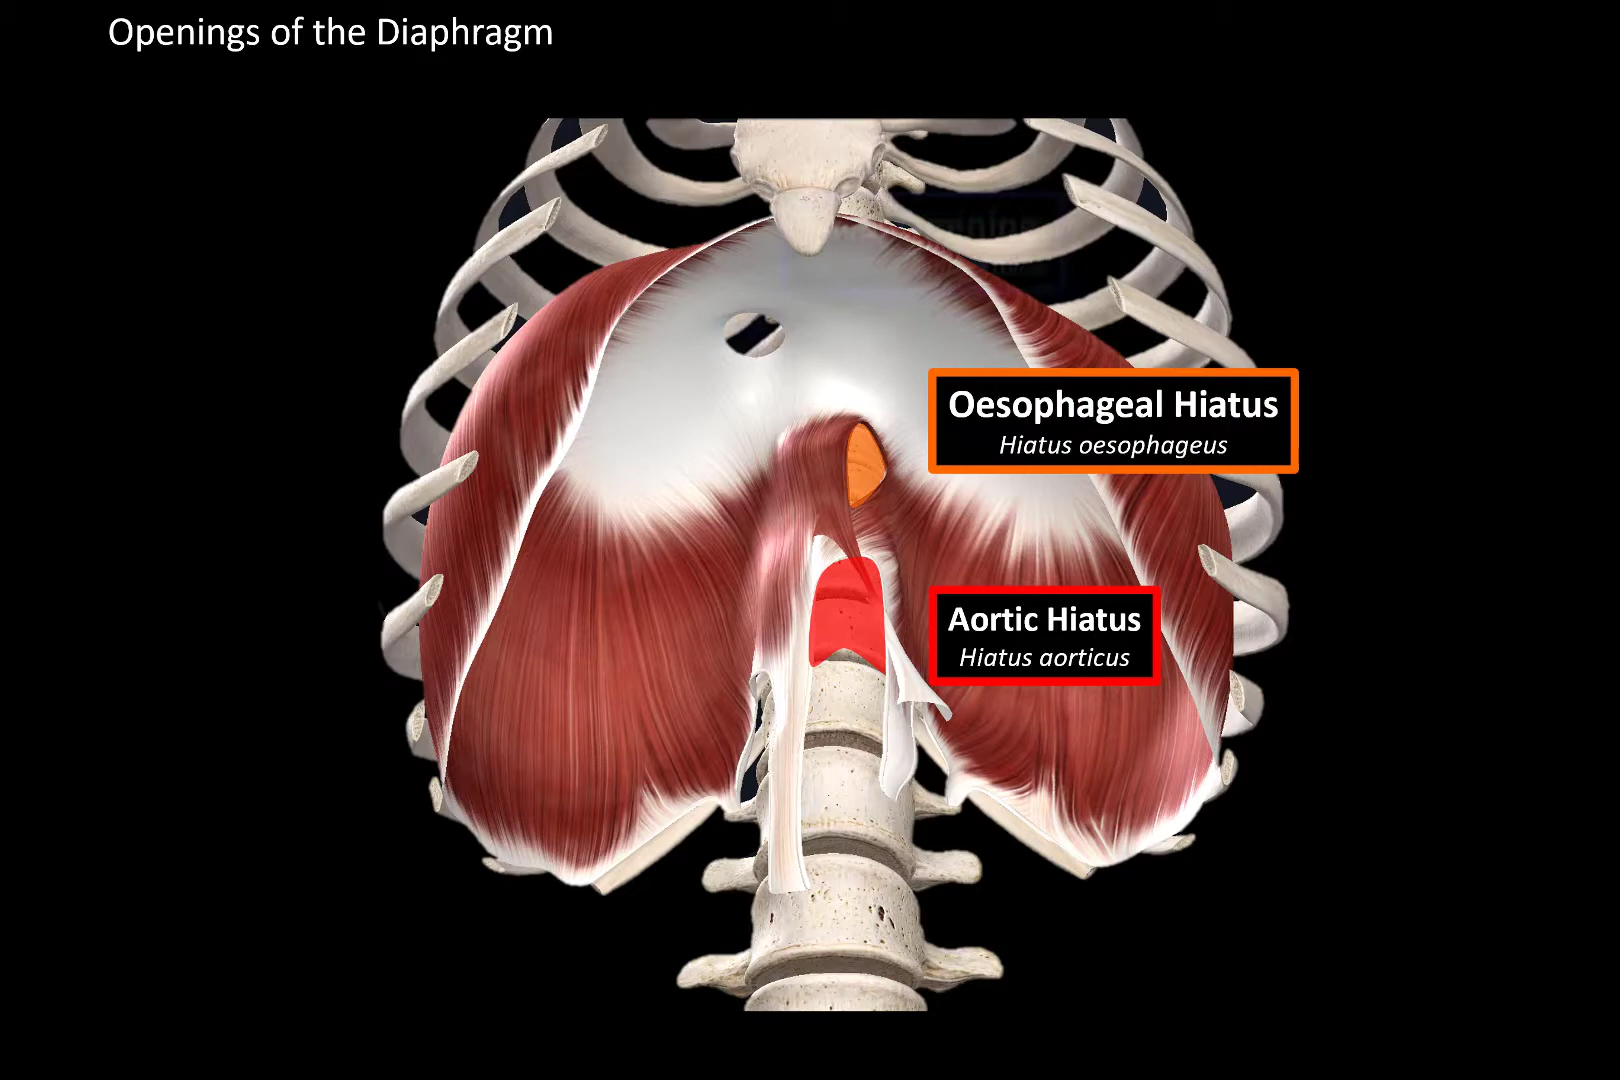 Openings of the Diaphragm
Oesophageal Hiatus
Hiatus oesophageus
Aortic Hiatus
Hiatus aorticus